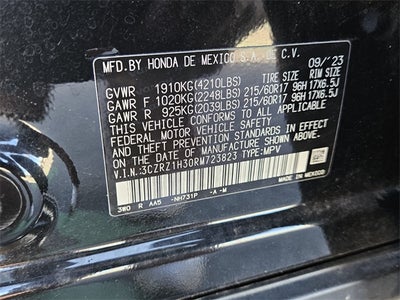 MFD.BY HONDA DE MEXICO S.A. DE C.V. 09/'23
GVWR 1910KG(4210LBS) TIRE SIZE RIM SIZE
GAWR F 1020KG(2248LBS) 215/60R17 96H 17X6.5J
GAWR R 925KG(2039LBS) 215/60R17 96H 17X6.5J
THIS VEHICLE CONFORMS TO ALL APPLICABLE
FEDERAL MOTOR VEHICLE SAFETY AND
THEFT PREVENTION STANDARDS IN EFFECT
ON THE DATE OF MANUFACTURE SHOWN ABOVE.
V.I.N.:3CZRZ1H30RM723823 TYPE:MPV
3W0 R AA5 -NH731P -A -M
MADE IN MEXICO